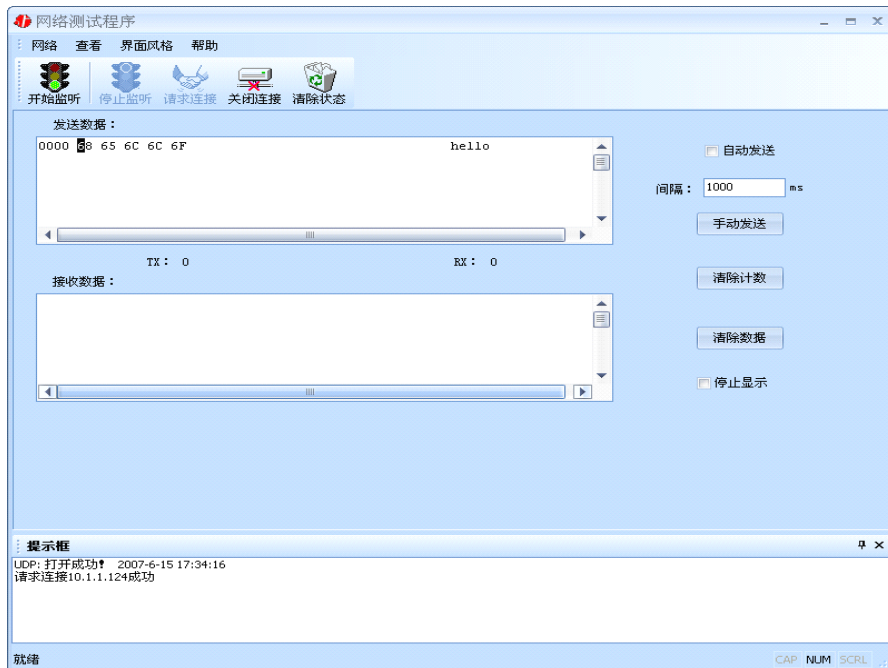 网络测试程序
网络 查看 界面风格 帮助
开始监听 停止监听 请求连接 关闭连接 清除状态
发送数据：
0000 68 65 6C 6C 6F hello
自动发送
间隔： 1000 ms
手动发送
TX： 0 RX： 0
接收数据：
清除计数
清除数据
停止显示
提示框
UDP: 打开成功! 2007-6-15 17:34:16
请求连接10.1.1.124成功
就绪 CAP NUM SCRL